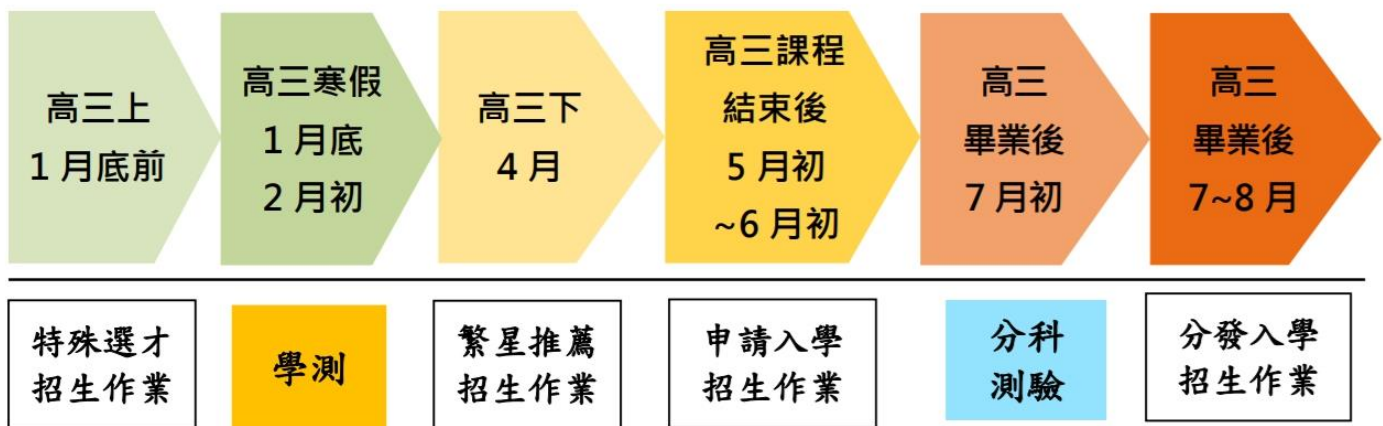 高三上
1 月底前
高三寒假
1 月底
2 月初
高三下
4 月
高三課程
結束後
5 月初
~6 月初
高三
畢業後
7 月初
高三
畢業後
7~8 月
特殊選才
招生作業
學測
繁星推薦
招生作業
申請入學
招生作業
分科
測驗
分發入學
招生作業